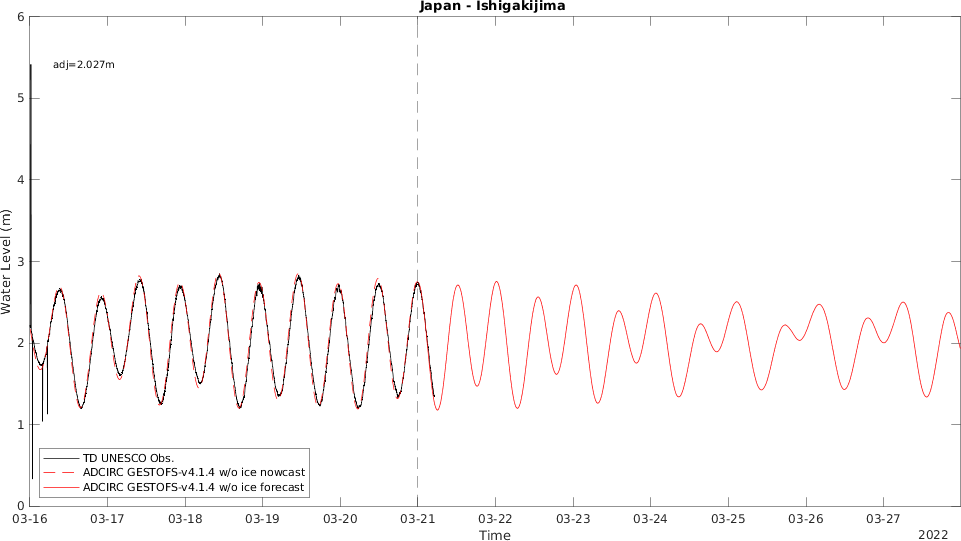 Japan - Ishigakijima
adj=2.027m
6
5
4
3
2
1
0
Water Level (m)
TD UNESCO Obs.
ADCIRC GESTOFS-v4.1.4 w/o ice nowcast
ADCIRC GESTOFS-v4.1.4 w/o ice forecast
03-16 03-17 03-18 03-19 03-20 03-21 03-22 03-23 03-24 03-25 03-26 03-27
Time
2022